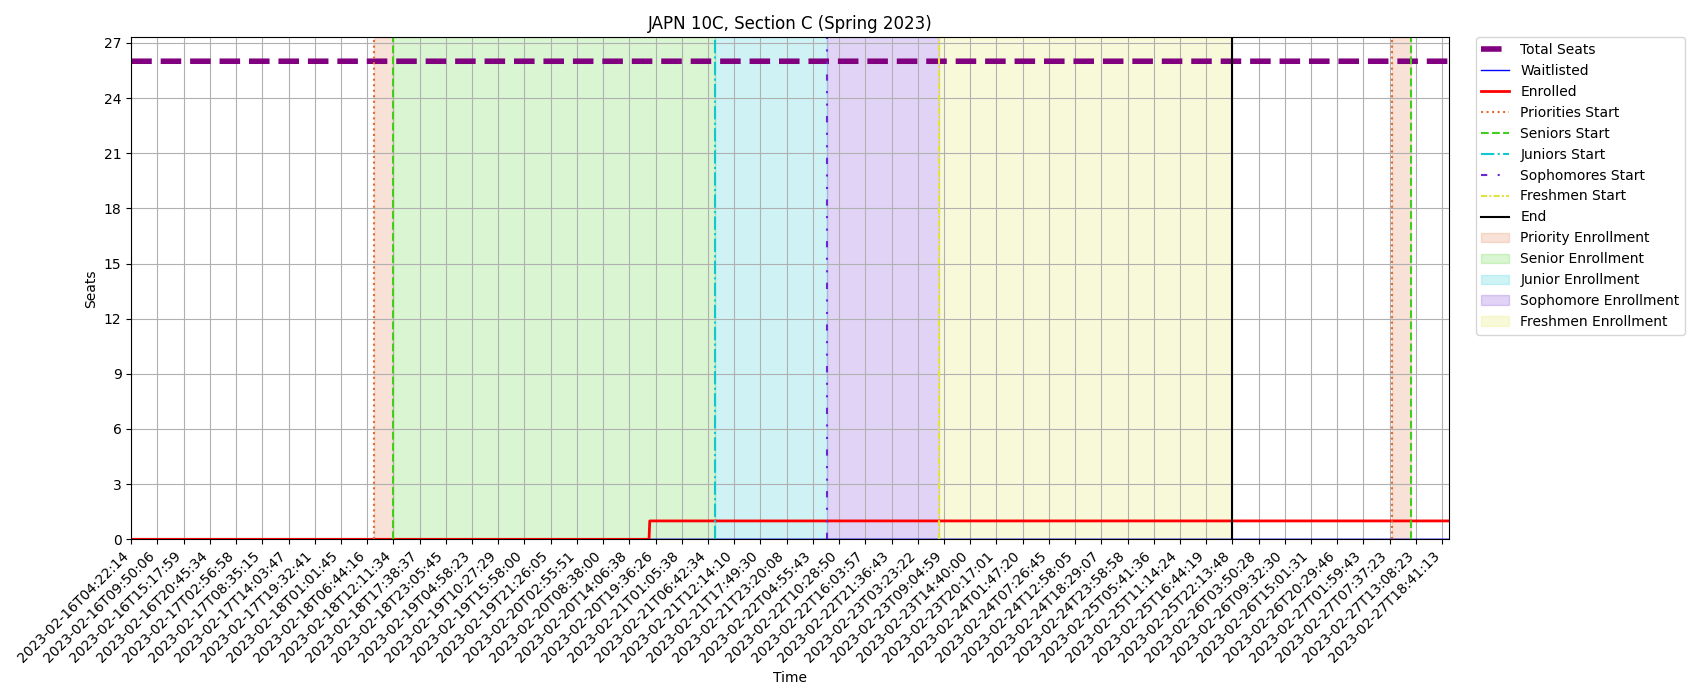 JAPN 10C, Section C (Spring 2023)
27
24
21
18
15
12
9
6
3
0
Seats
2023-02-16T04:22:14
2023-02-16T09:50:06
2023-02-16T15:17:59
2023-02-16T20:45:34
2023-02-17T02:56:58
2023-02-17T08:35:15
2023-02-17T14:03:47
2023-02-17T19:32:41
2023-02-18T01:01:45
2023-02-18T06:44:16
2023-02-18T12:11:34
2023-02-18T17:38:37
2023-02-18T23:05:45
2023-02-19T04:58:23
2023-02-19T10:27:29
2023-02-19T15:58:00
2023-02-19T21:26:05
2023-02-20T02:55:51
2023-02-20T08:38:00
2023-02-20T14:06:38
2023-02-20T19:36:26
2023-02-21T01:05:38
2023-02-21T06:42:34
2023-02-21T12:14:10
2023-02-21T17:49:30
2023-02-21T23:20:08
2023-02-22T04:55:43
2023-02-22T10:28:50
2023-02-22T16:03:57
2023-02-22T21:36:43
2023-02-23T03:23:22
2023-02-23T09:04:59
2023-02-23T14:40:00
2023-02-23T20:17:01
2023-02-24T01:47:20
2023-02-24T07:26:45
2023-02-24T12:58:05
2023-02-24T18:29:07
2023-02-24T23:58:58
2023-02-25T05:41:36
2023-02-25T11:14:24
2023-02-25T16:44:19
2023-02-25T22:13:48
2023-02-26T03:50:28
2023-02-26T09:32:30
2023-02-26T15:01:31
2023-02-26T20:29:46
2023-02-27T01:59:43
2023-02-27T07:37:23
2023-02-27T13:08:23
2023-02-27T18:41:13
Time
Total Seats
Waitlisted
Enrolled
Priorities Start
Seniors Start
Juniors Start
Sophomores Start
Freshmen Start
End
Priority Enrollment
Senior Enrollment
Junior Enrollment
Sophomore Enrollment
Freshmen Enrollment